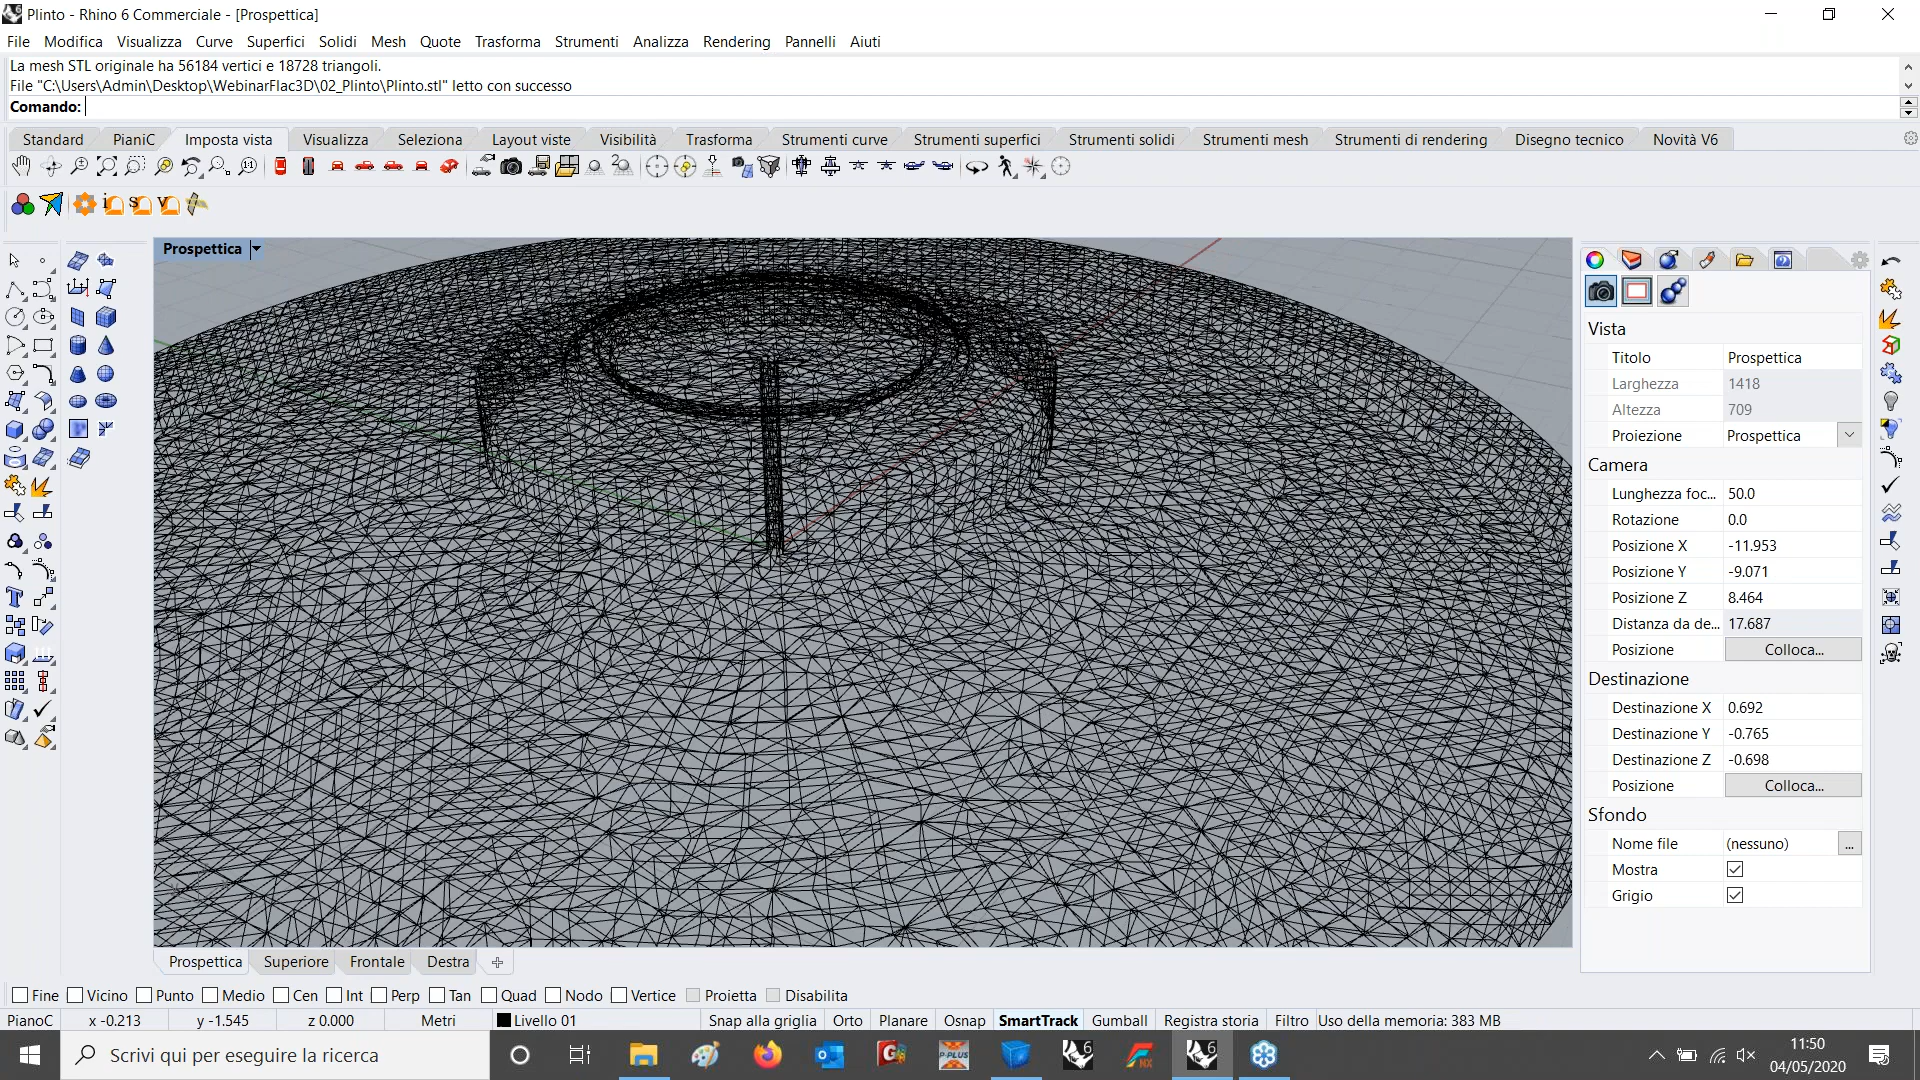 Plinto - Rhino 6 Commerciale - [Prospettica]
File Modifica Visualizza Curve Superfici Solidi Mesh Quote Trasforma Strumenti Analizza Rendering Pannelli Aiuti
La mesh STL originale ha 56184 vertici e 18728 triangoli.
File "C:\Users\Admin\Desktop\WebinarFlac3D\02_Plinto\Plinto.stl" letto con successo
Comando:
Standard PianiC Imposta vista Visualizza Seleziona Layout viste Visibilità Trasforma Strumenti curve Strumenti superfici Strumenti solidi Strumenti mesh Strumenti di rendering Disegno tecnico Novità V6
Prospettica
Vista
Titolo Prospettica
Larghezza 1418
Altezza 709
Proiezione Prospettica
Camera
Lunghezza foc... 50.0
Rotazione 0.0
Posizione X -11.953
Posizione Y -9.071
Posizione Z 8.464
Distanza da de... 17.687
Posizione Colloca...
Destinazione
Destinazione X 0.692
Destinazione Y -0.765
Destinazione Z -0.698
Posizione Colloca...
Sfondo
Nome file (nessuno) ...
Mostra
Grigio
Prospettica Superiore Frontale Destra
Fine Vicino Punto Medio Cen Int Perp Tan Quad Nodo Vertice Proietta Disabilita
PianoC x -0.213 y -1.545 z 0.000 Metri Livello 01 Snap alla griglia Orto Planare Osnap SmartTrack Gumball Registra storia Filtro Uso della memoria: 383 MB
Scrivi qui per eseguire la ricerca
11:50
04/05/2020